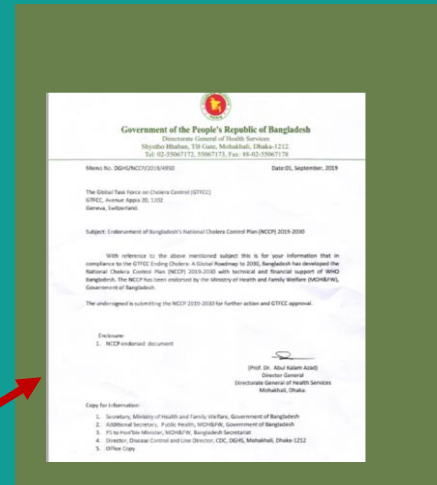 Government of the People's Republic of Bangladesh
Directorate General of Health Services
Shystho Bhaban, TB Gate, Mohakhali, Dhaka-1212
Tel: 02-55067172, 55067173, Fax: 88-02-55067178
Memo No. DGHS/NCCP/2019/4950 Date:01, September, 2019
The Global Task Force on Cholera Control (GTFCC)
GTFCC, Avenue Appia 20, 1202
Geneva, Switzerland.
Subject: Endorsement of Bangladesh's National Cholera Control Plan (NCCP) 2019-2030
With reference to the above mentioned subject this is for your information that in
compliance to the GTFCC Ending Cholera: A Global Roadmap to 2030, Bangladesh has developed the
National Cholera Control Plan (NCCP) 2019-2030 with technical and financial support of WHO
Bangladesh. The NCCP has been endorsed by the Ministry of Health and Family Welfare (MOH&FW),
Government of Bangladesh.
The undersigned is submitting the NCCP 2019-2030 for further action and GTFCC approval.
Enclosure:
1. NCCP endorsed document
(Prof. Dr. Abul Kalam Azad)
Director General
Directorate General of Health Services
Mohakhali, Dhaka.
Copy for Information:
1. Secretary, Ministry of Health and Family Welfare, Government of Bangladesh
2. Additional Secretary, Public Health, MOH&FW, Government of Bangladesh
3. PS to Hon'ble Minister, MOH&FW, Bangladesh Secretariat
4. Director, Disease Control and Line Director, CDC, DGHS, Mohakhali, Dhaka-1212
5. Office Copy